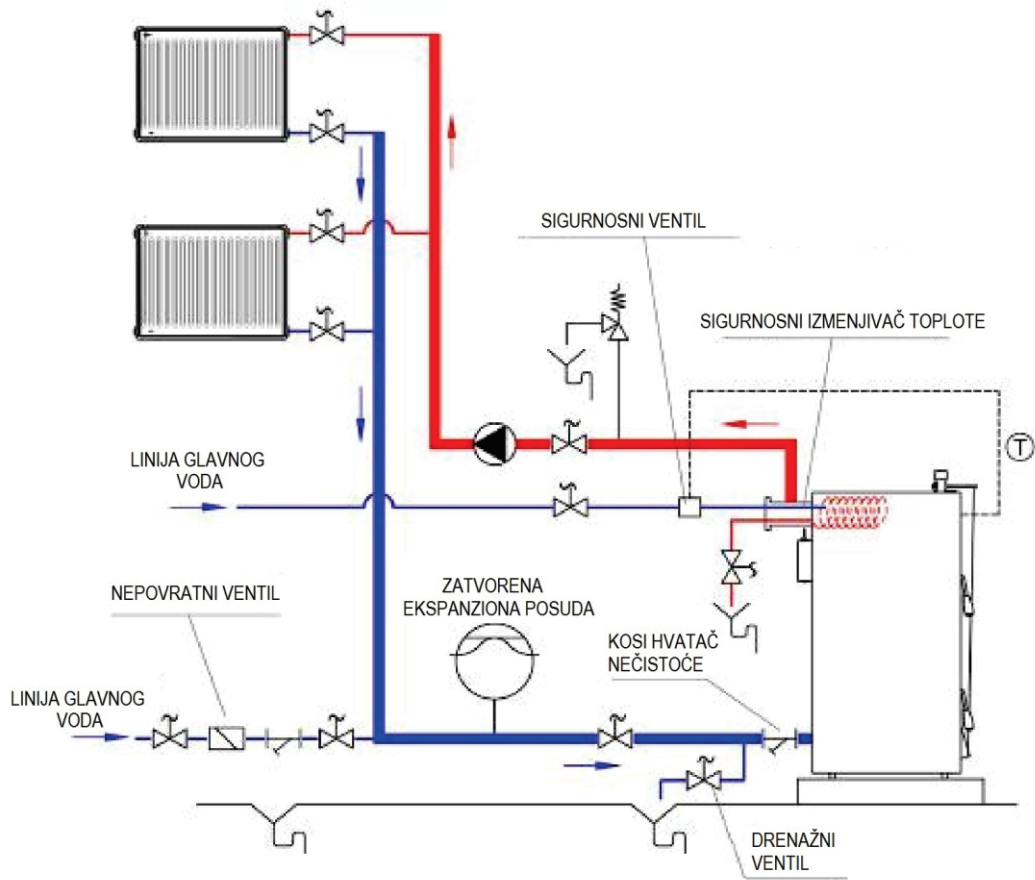 SIGURNOSNI VENTIL
SIGURNOSNI IZMENJIVAČ TOPLOTE
T
LINIJA GLAVNOG
VODA
NEPOVRATNI VENTIL
ZATVORENA
EKSPANZIONA POSUDA
KOSI HVATAČ
NEČISTOĆE
LINIJA GLAVNOG
VODA
DRENAŽNI
VENTIL